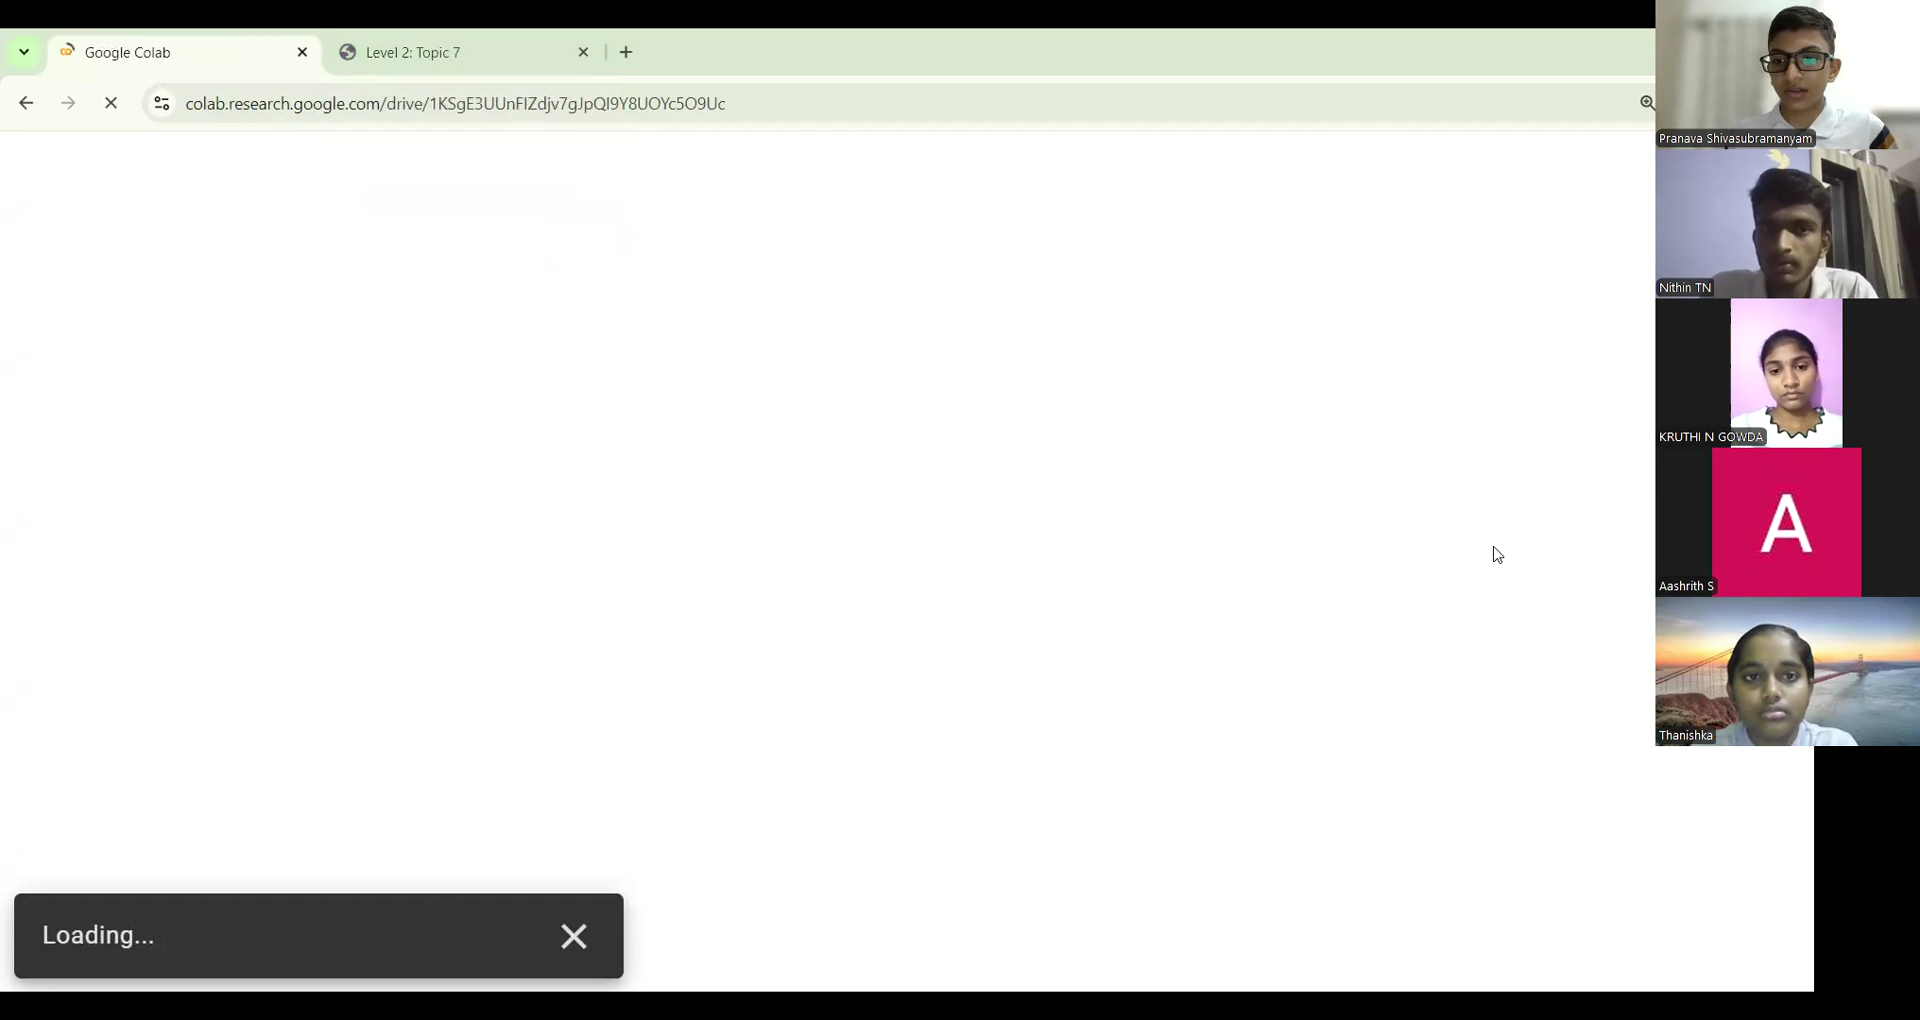 Google Colab
Level 2: Topic 7
colab.research.google.com/drive/1KSgE3UUnFIZdjv7gJpQI9Y8UOYc5O9Uc
Pranava Shivasubramanyam
Nithin TN
KRUTHI N GOWDA
A
Aashrith S
Thanishka
Loading...